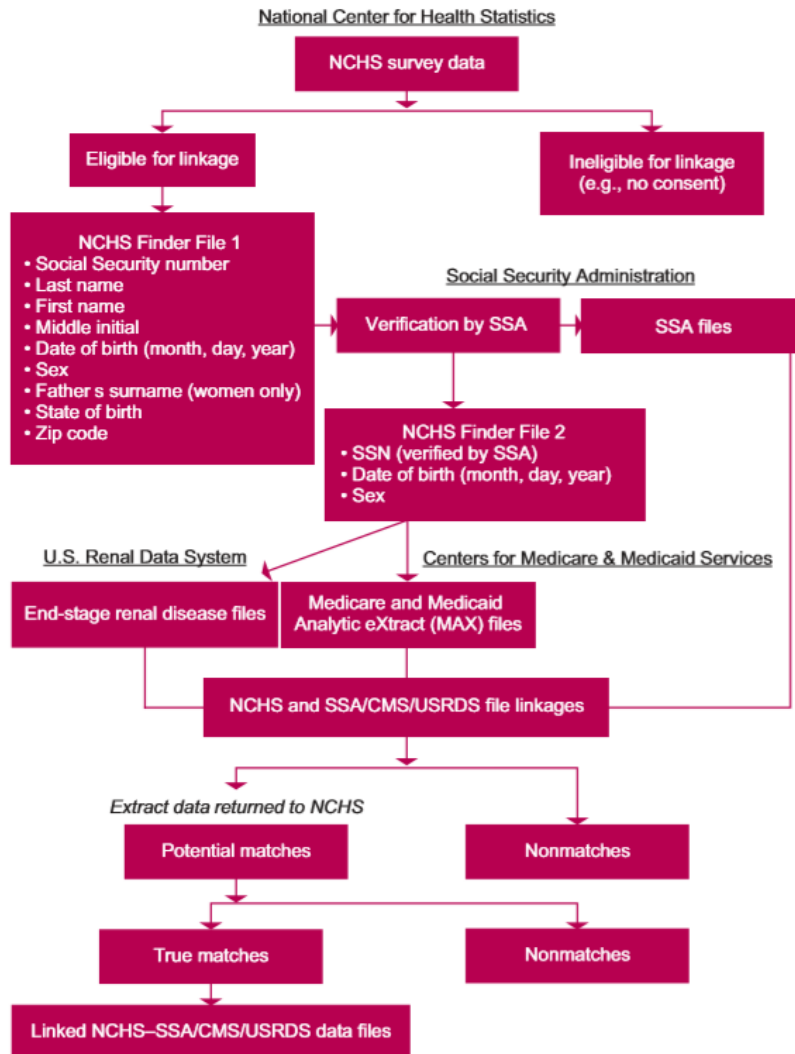 National Center for Health Statistics
NCHS survey data
Eligible for linkage
Ineligible for linkage
(e.g., no consent)
NCHS Finder File 1
• Social Security number
• Last name
• First name
• Middle initial
• Date of birth (month, day, year)
• Sex
• Father s surname (women only)
• State of birth
• Zip code
Social Security Administration
Verification by SSA
SSA files
NCHS Finder File 2
• SSN (verified by SSA)
• Date of birth (month, day, year)
• Sex
U.S. Renal Data System
Centers for Medicare & Medicaid Services
End-stage renal disease files
Medicare and Medicaid
Analytic eXtract (MAX) files
NCHS and SSA/CMS/USRDS file linkages
Extract data returned to NCHS
Potential matches
Nonmatches
True matches
Nonmatches
Linked NCHS–SSA/CMS/USRDS data files